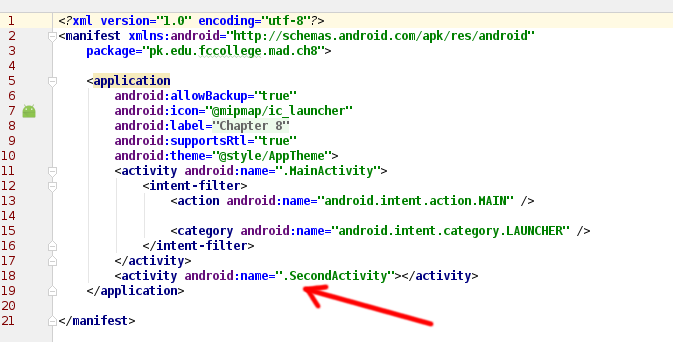 1 <?xml version="1.0" encoding="utf-8"?>
2 <manifest xmlns:android="http://schemas.android.com/apk/res/android"
3 package="pk.edu.fccollege.mad.ch8">
4
5 <application
6 android:allowBackup="true"
7 android:icon="@mipmap/ic_launcher"
8 android:label="Chapter 8"
9 android:supportsRtl="true"
10 android:theme="@style/AppTheme">
11 <activity android:name=".MainActivity">
12 <intent-filter>
13 <action android:name="android.intent.action.MAIN" />
14
15 <category android:name="android.intent.category.LAUNCHER" />
16 </intent-filter>
17 </activity>
18 <activity android:name=".SecondActivity"></activity>
19 </application>
20
21 </manifest>